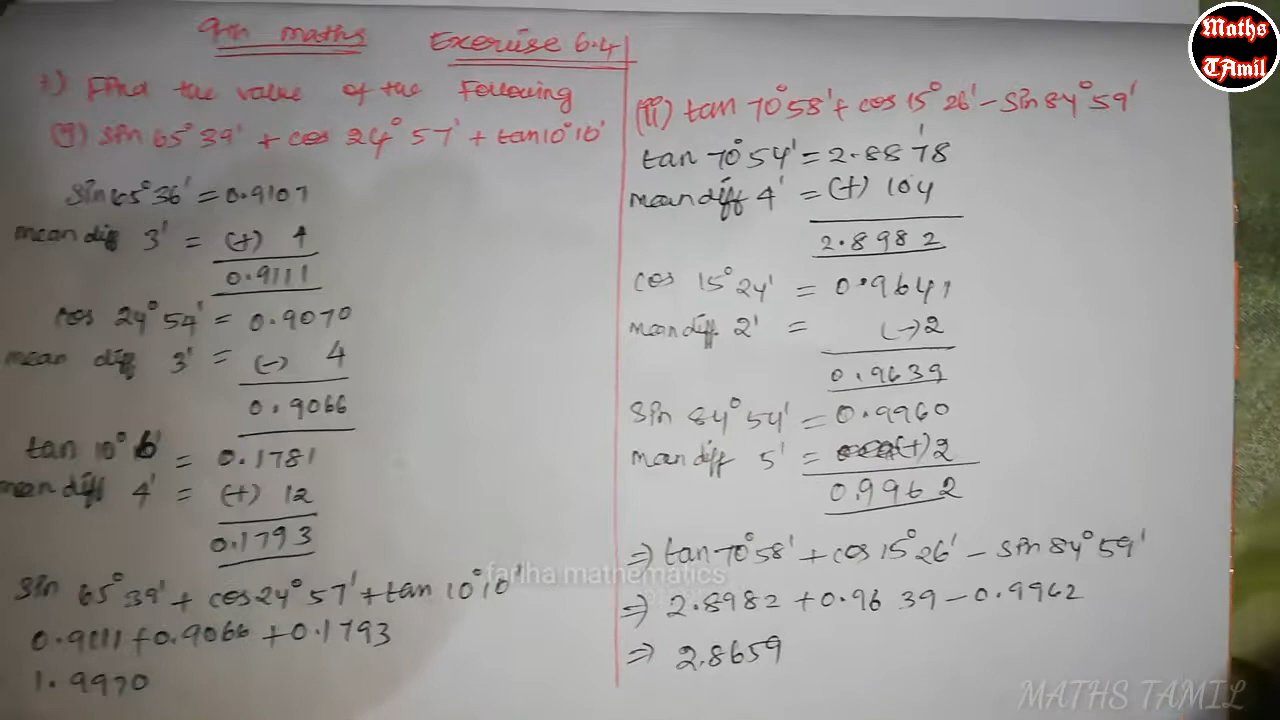 9th maths Exercise 6.4
1) Find the value of the following
(i) sin 65° 39' + cos 24° 57' + tan 10° 10'
sin 65° 36' = 0.9107
mean diff 3' = (+) 4
0.9111
cos 24° 54' = 0.9070
mean diff 3' = (-) 4
0.9066
tan 10° 6' = 0.1781
mean diff 4' = (+) 12
0.1793
sin 65° 39' + cos 24° 57' + tan 10° 10'
0.9111 + 0.9066 + 0.1793
1.9970
(ii) tan 70° 58' + cos 15° 26' - sin 84° 59'
tan 70° 54' = 2.8878
mean diff 4' = (+) 104
2.8982
cos 15° 24' = 0.9641
mean diff 2' = (-) 2
0.9639
sin 84° 54' = 0.9960
mean diff 5' = (+) 2
0.9962
⇒ tan 70° 58' + cos 15° 26' - sin 84° 59'
⇒ 2.8982 + 0.9639 - 0.9962
⇒ 2.8659
fariha mathematics
Maths
TAmil
MATHS TAMIL